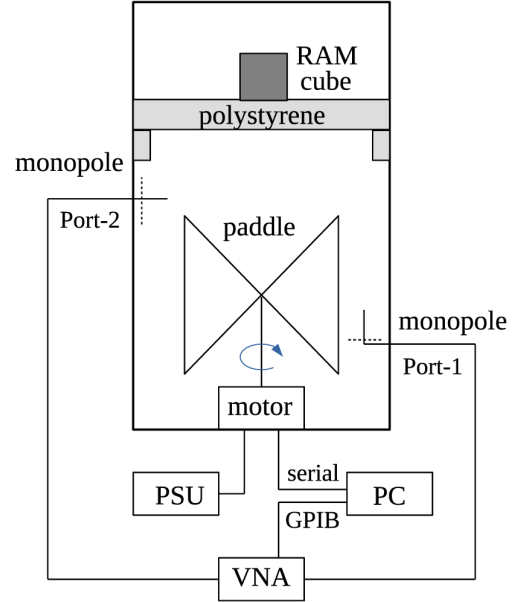 RAM
cube
polystyrene
monopole
Port-2
paddle
monopole
Port-1
motor
serial
PSU
PC
GPIB
VNA